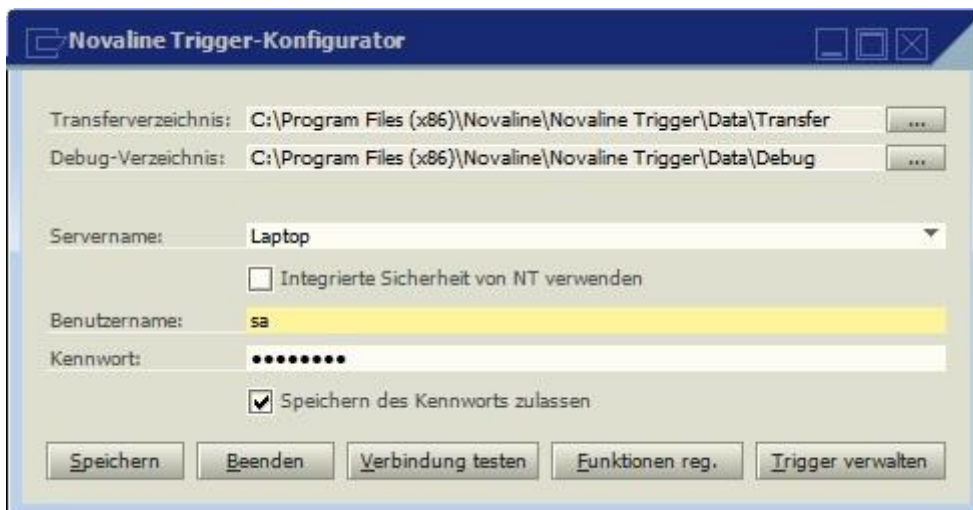 Novaline Trigger-Konfigurator
Transferverzeichnis: C:\Program Files (x86)\Novaline\Novaline Trigger\Data\Transfer ...
Debug-Verzeichnis: C:\Program Files (x86)\Novaline\Novaline Trigger\Data\Debug ...
Servername: Laptop
Integrierte Sicherheit von NT verwenden
Benutzername: sa
Kennwort: ••••••••
Speichern des Kennworts zulassen
Speichern Beenden Verbindung testen Funktionen reg. Trigger verwalten